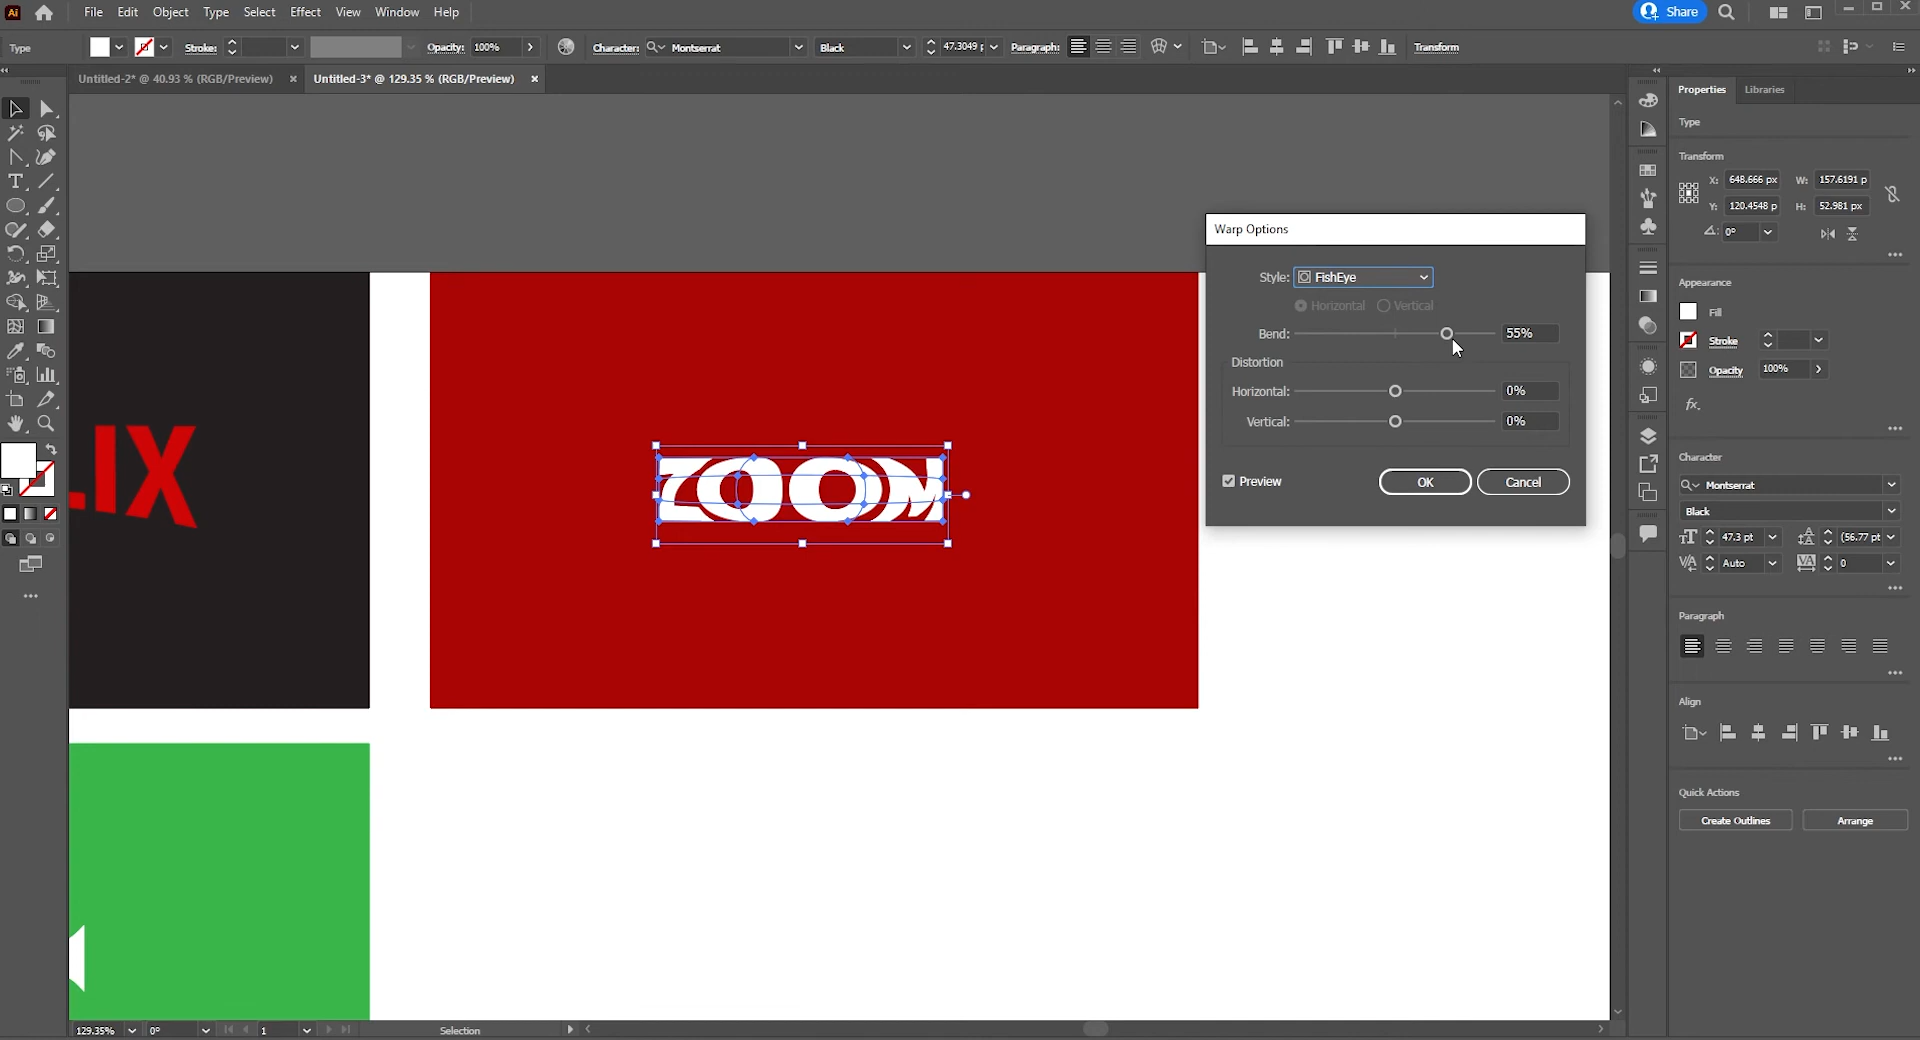 Ai File Edit Object Type Select Effect View Window Help Share
Type Stroke: Opacity: 100% Character: Montserrat Black 47.3049 p Paragraph: Transform
Untitled-2* @ 40.93 % (RGB/Preview) × Untitled-3* @ 129.35 % (RGB/Preview) ×
Properties Libraries
Type
Transform
X: 648.666 px W: 157.6191 p
Y: 120.4548 p H: 52.981 px
0°
Appearance
Fill
Stroke
Opacity 100%
fx.
Character
Montserrat
Black
47.3 pt (56.77 pt
Auto 0
Paragraph
Align
Quick Actions
Create Outlines Arrange
Warp Options
Style: FishEye
Horizontal Vertical
Bend: 55%
Distortion
Horizontal: 0%
Vertical: 0%
Preview OK Cancel
LIX
ZOOM
129.35% 0° 1 Selection